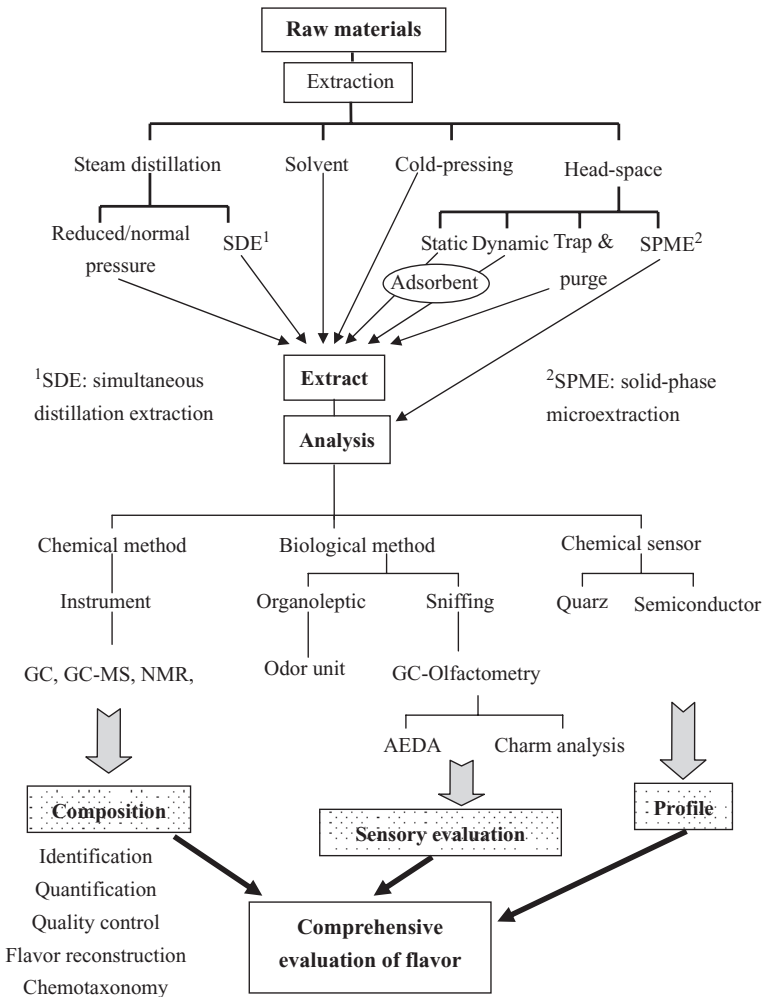 Raw materials
Extraction
Steam distillation
Solvent
Cold-pressing
Head-space
Reduced/normal
pressure
SDE¹
Static
Dynamic
Trap &
purge
SPME²
Adsorbent
Extract
¹SDE: simultaneous
distillation extraction
²SPME: solid-phase
microextraction
Analysis
Chemical method
Biological method
Chemical sensor
Instrument
Organoleptic
Sniffing
Quarz
Semiconductor
GC, GC-MS, NMR,
Odor unit
GC-Olfactometry
AEDA
Charm analysis
Composition
Sensory evaluation
Profile
Identification
Quantification
Quality control
Flavor reconstruction
Chemotaxonomy
Comprehensive
evaluation of flavor